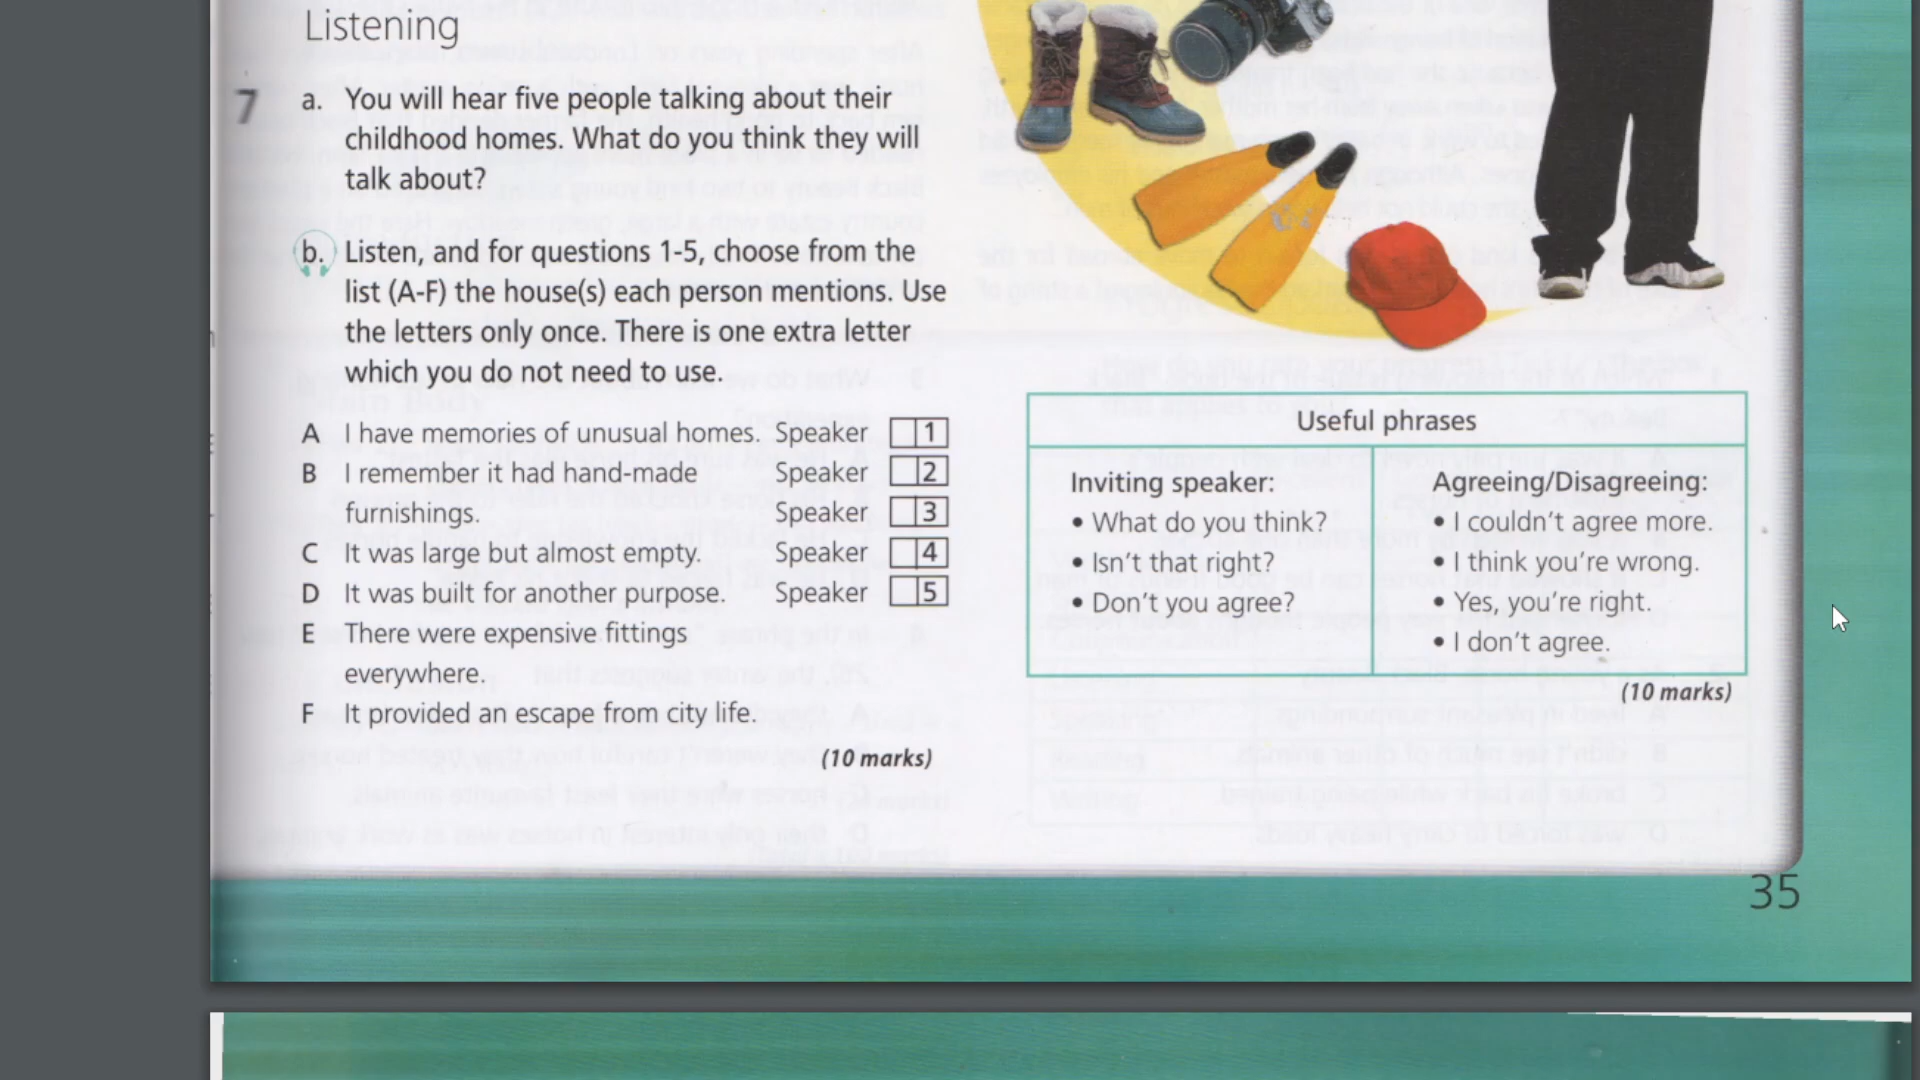 Listening
7
a. You will hear five people talking about their
childhood homes. What do you think they will
talk about?
b. Listen, and for questions 1-5, choose from the
list (A-F) the house(s) each person mentions. Use
the letters only once. There is one extra letter
which you do not need to use.
A I have memories of unusual homes. Speaker 1
B I remember it had hand-made Speaker 2
furnishings. Speaker 3
C It was large but almost empty. Speaker 4
D It was built for another purpose. Speaker 5
E There were expensive fittings
everywhere.
F It provided an escape from city life.
(10 marks)
Useful phrases
Inviting speaker:
• What do you think?
• Isn't that right?
• Don't you agree?
Agreeing/Disagreeing:
• I couldn't agree more.
• I think you're wrong.
• Yes, you're right.
• I don't agree.
(10 marks)
35